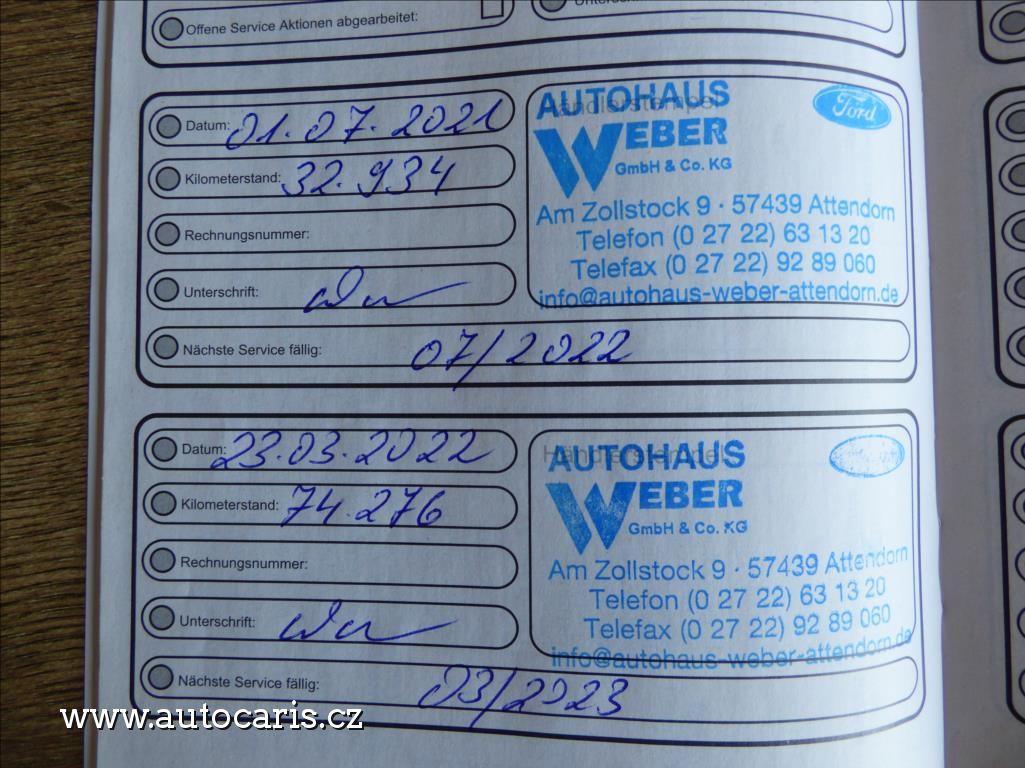 Offene Service Aktionen abgearbeitet:
Datum: 01.07.2021
Kilometerstand: 32.934
Rechnungsnummer:
Unterschrift:
Nächste Service fällig: 07/2022
Händlerstempel
AUTOHAUS
WEBER
GmbH & Co. KG
Ford
Am Zollstock 9 · 57439 Attendorn
Telefon (0 27 22) 63 13 20
Telefax (0 27 22) 92 89 060
info@autohaus-weber-attendorn.de
Datum: 23.03.2022
Kilometerstand: 74.276
Rechnungsnummer:
Unterschrift:
Nächste Service fällig: 03/2023
Händlerstempel
AUTOHAUS
WEBER
GmbH & Co. KG
Am Zollstock 9 · 57439 Attendorn
Telefon (0 27 22) 63 13 20
Telefax (0 27 22) 92 89 060
info@autohaus-weber-attendorn.de
www.autocaris.cz